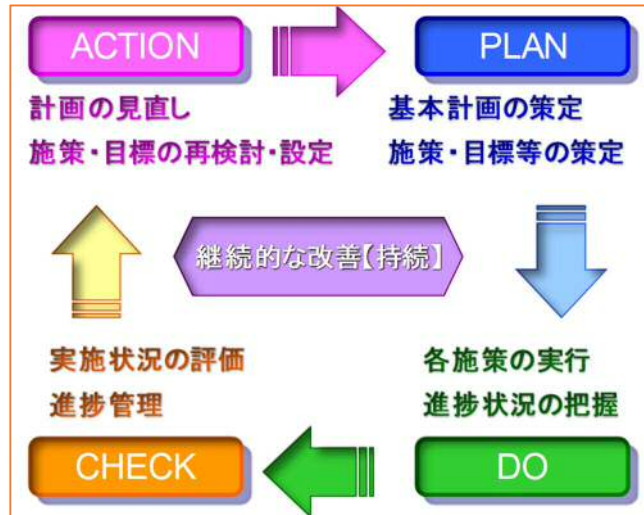 ACTION
計画の見直し
施策・目標の再検討・設定
PLAN
基本計画の策定
施策・目標等の策定
継続的な改善【持続】
実施状況の評価
進捗管理
CHECK
各施策の実行
進捗状況の把握
DO